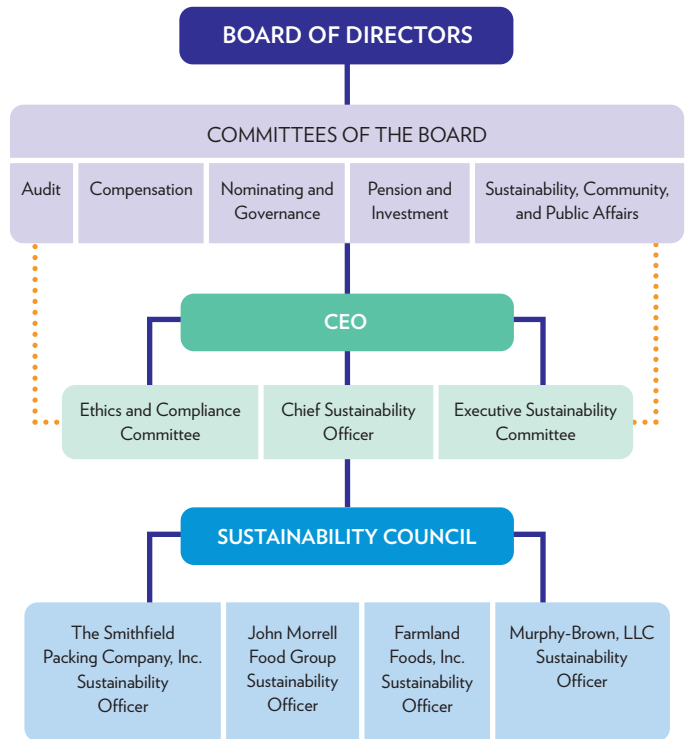 BOARD OF DIRECTORS
COMMITTEES OF THE BOARD
Audit
Compensation
Nominating and
Governance
Pension and
Investment
Sustainability, Community,
and Public Affairs
CEO
Ethics and Compliance
Committee
Chief Sustainability
Officer
Executive Sustainability
Committee
SUSTAINABILITY COUNCIL
The Smithfield
Packing Company, Inc.
Sustainability
Officer
John Morrell
Food Group
Sustainability
Officer
Farmland
Foods, Inc.
Sustainability
Officer
Murphy-Brown, LLC
Sustainability
Officer